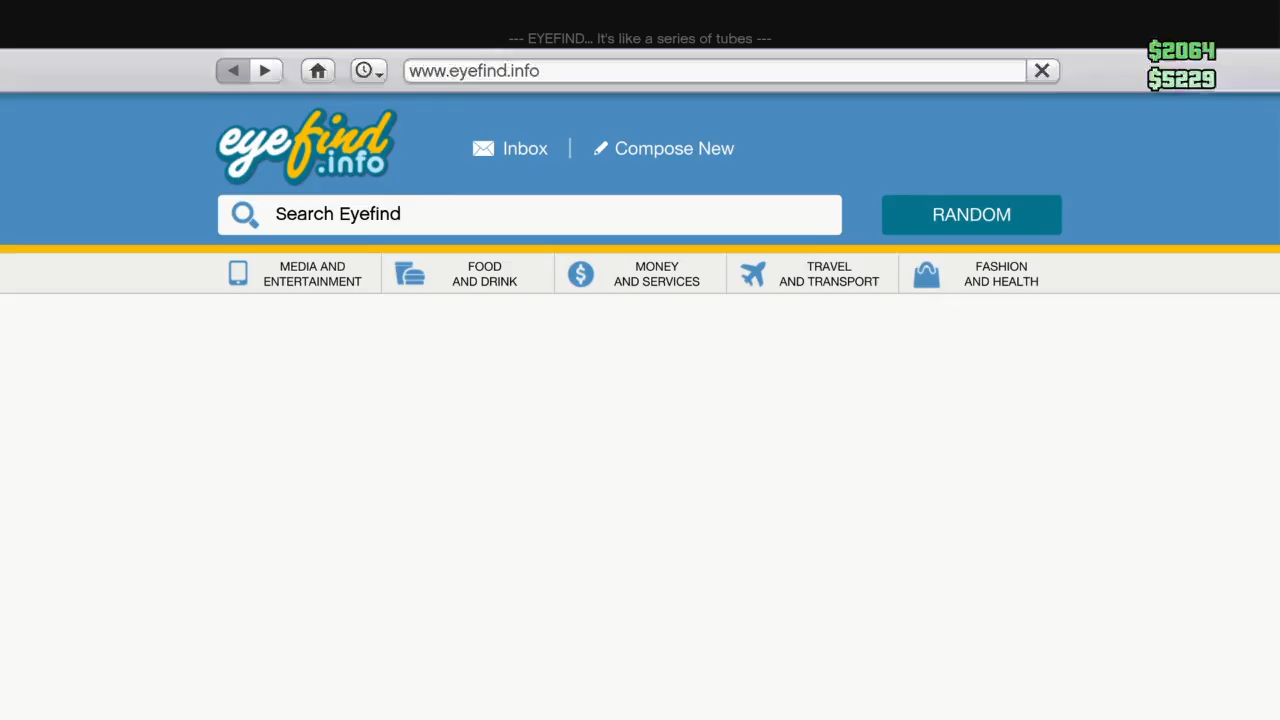 --- EYEFIND... It's like a series of tubes ---
$2064
www.eyefind.info
$5229
eyefind
.info
Inbox
Compose New
Search Eyefind
RANDOM
MEDIA AND
ENTERTAINMENT
FOOD
AND DRINK
MONEY
AND SERVICES
TRAVEL
AND TRANSPORT
FASHION
AND HEALTH